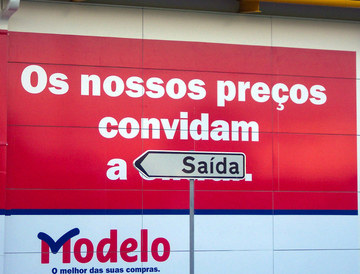 Os nossos preços
convidam
a
Saída
Modelo
O melhor das suas compras.